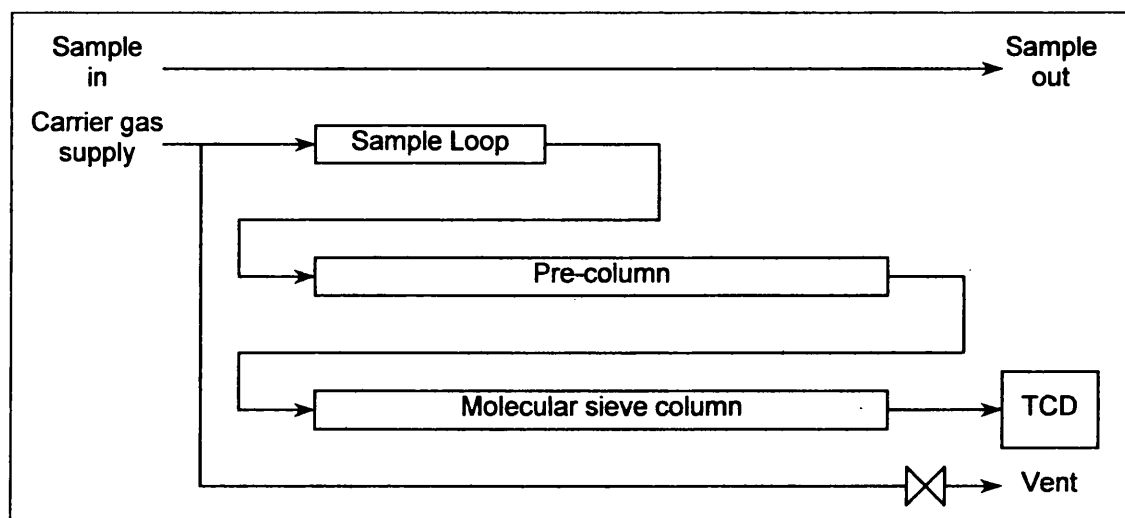 Sample
in
Sample
out
Carrier gas
supply
Sample Loop
Pre-column
Molecular sieve column
TCD
Vent